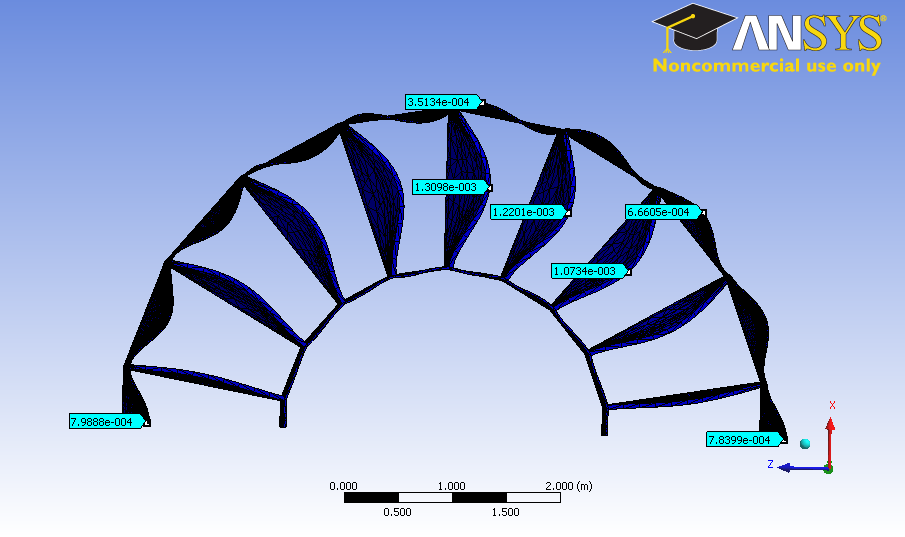 ANSYS®
Noncommercial use only
3.5134e-004
1.3098e-003
1.2201e-003
6.6605e-004
1.0734e-003
7.9888e-004
7.8399e-004
X
Z
0.000 1.000 2.000 (m)
0.500 1.500